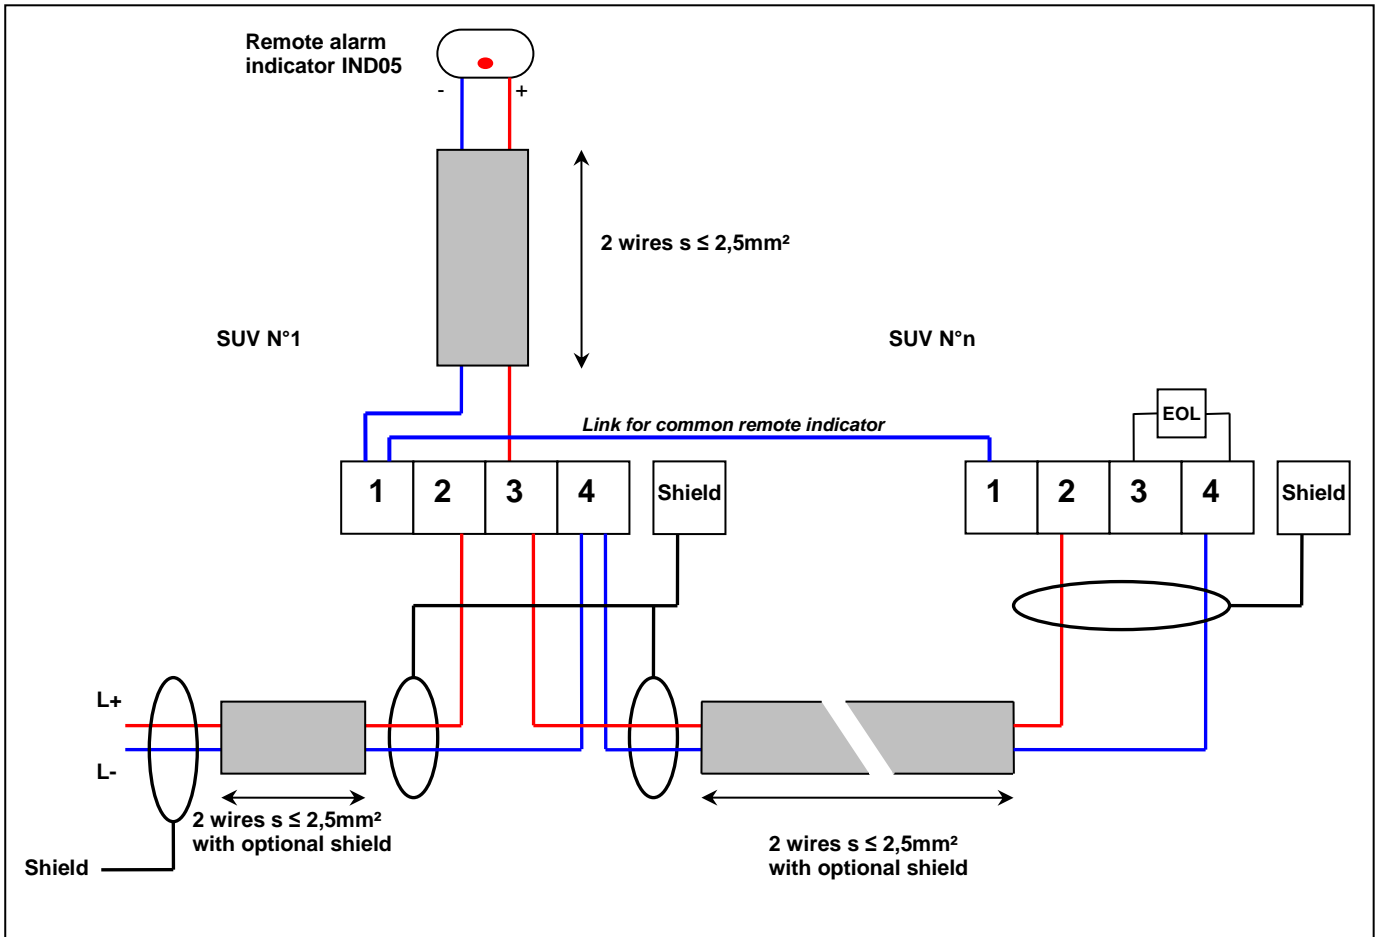 Remote alarm
indicator IND05
-
+
2 wires s ≤ 2,5mm²
SUV N°1
SUV N°n
EOL
Link for common remote indicator
1 2 3 4 Shield
1 2 3 4 Shield
L+
L-
2 wires s ≤ 2,5mm²
with optional shield
2 wires s ≤ 2,5mm²
with optional shield
Shield